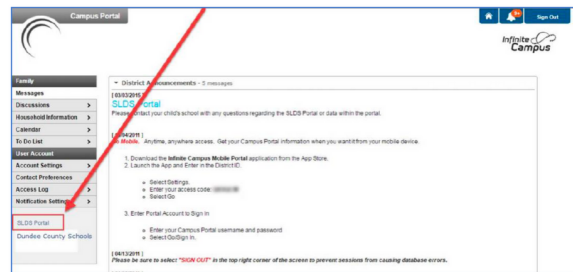 Campus Portal
Sign Out
Infinite
Campus
Family
Messages
Discussions >
Household Information >
Calendar >
To Do List >
User Account
Account Settings >
Contact Preferences
Access Log >
Notification Settings >
SLDS Portal
Dundee County Schools
District Announcements - 2 messages
[03/03/2015]
SLDS Portal
Please contact your child's school with any questions regarding the SLDS Portal or data within the portal.
Mobile. Anytime, anywhere access. Get your Campus Portal information when you want it from your mobile device.
1. Download the Infinite Campus Mobile Portal application from the App Store.
2. Launch the App and Enter in the District ID.
Select Settings.
Enter your access code:
Select Go
3. Enter Portal Account to Sign in
Enter your Campus Portal username and password
Select Go/Sign in.
[04/13/2011]
Please be sure to select "SIGN OUT" in the top right corner of the screen to prevent sessions from causing database errors.